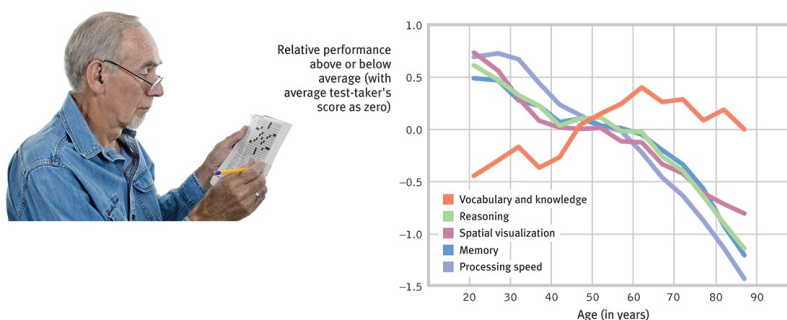 Relative performance
above or below
average (with
average test-taker's
score as zero)
1.0
0.5
0.0
−0.5
−1.0
−1.5
Vocabulary and knowledge
Reasoning
Spatial visualization
Memory
Processing speed
20 30 40 50 60 70 80 90
Age (in years)